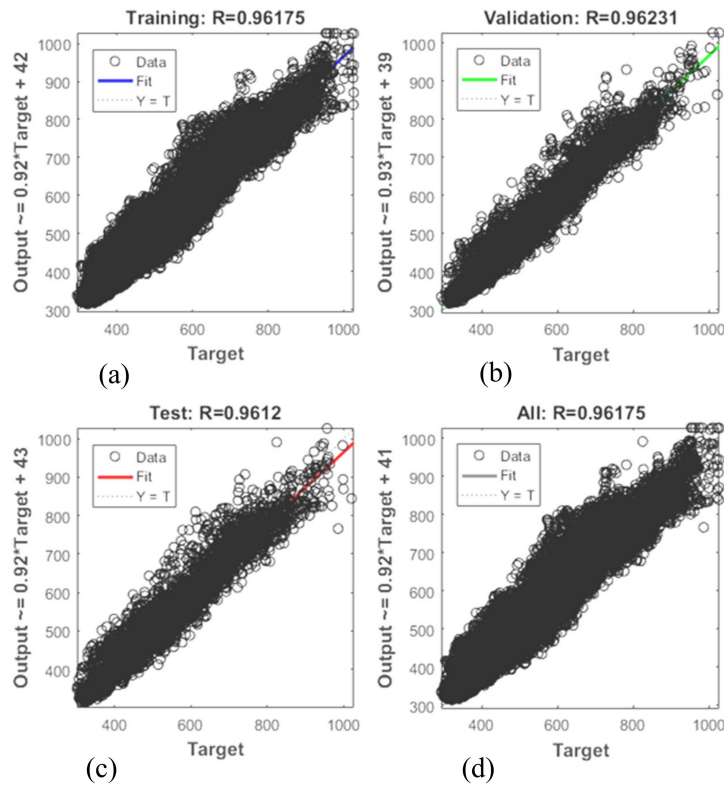 Training: R=0.96175
Output ~= 0.92*Target + 42
1000
900
800
700
600
500
400
300
Data
Fit
Y = T
400
600
800
1000
Target
(a)
Validation: R=0.96231
Output ~= 0.93*Target + 39
1000
900
800
700
600
500
400
300
Data
Fit
Y = T
400
600
800
1000
Target
(b)
Test: R=0.9612
Output ~= 0.92*Target + 43
1000
900
800
700
600
500
400
Data
Fit
Y = T
400
600
800
1000
Target
(c)
All: R=0.96175
Output ~= 0.92*Target + 41
1000
900
800
700
600
500
400
300
Data
Fit
Y = T
400
600
800
1000
Target
(d)